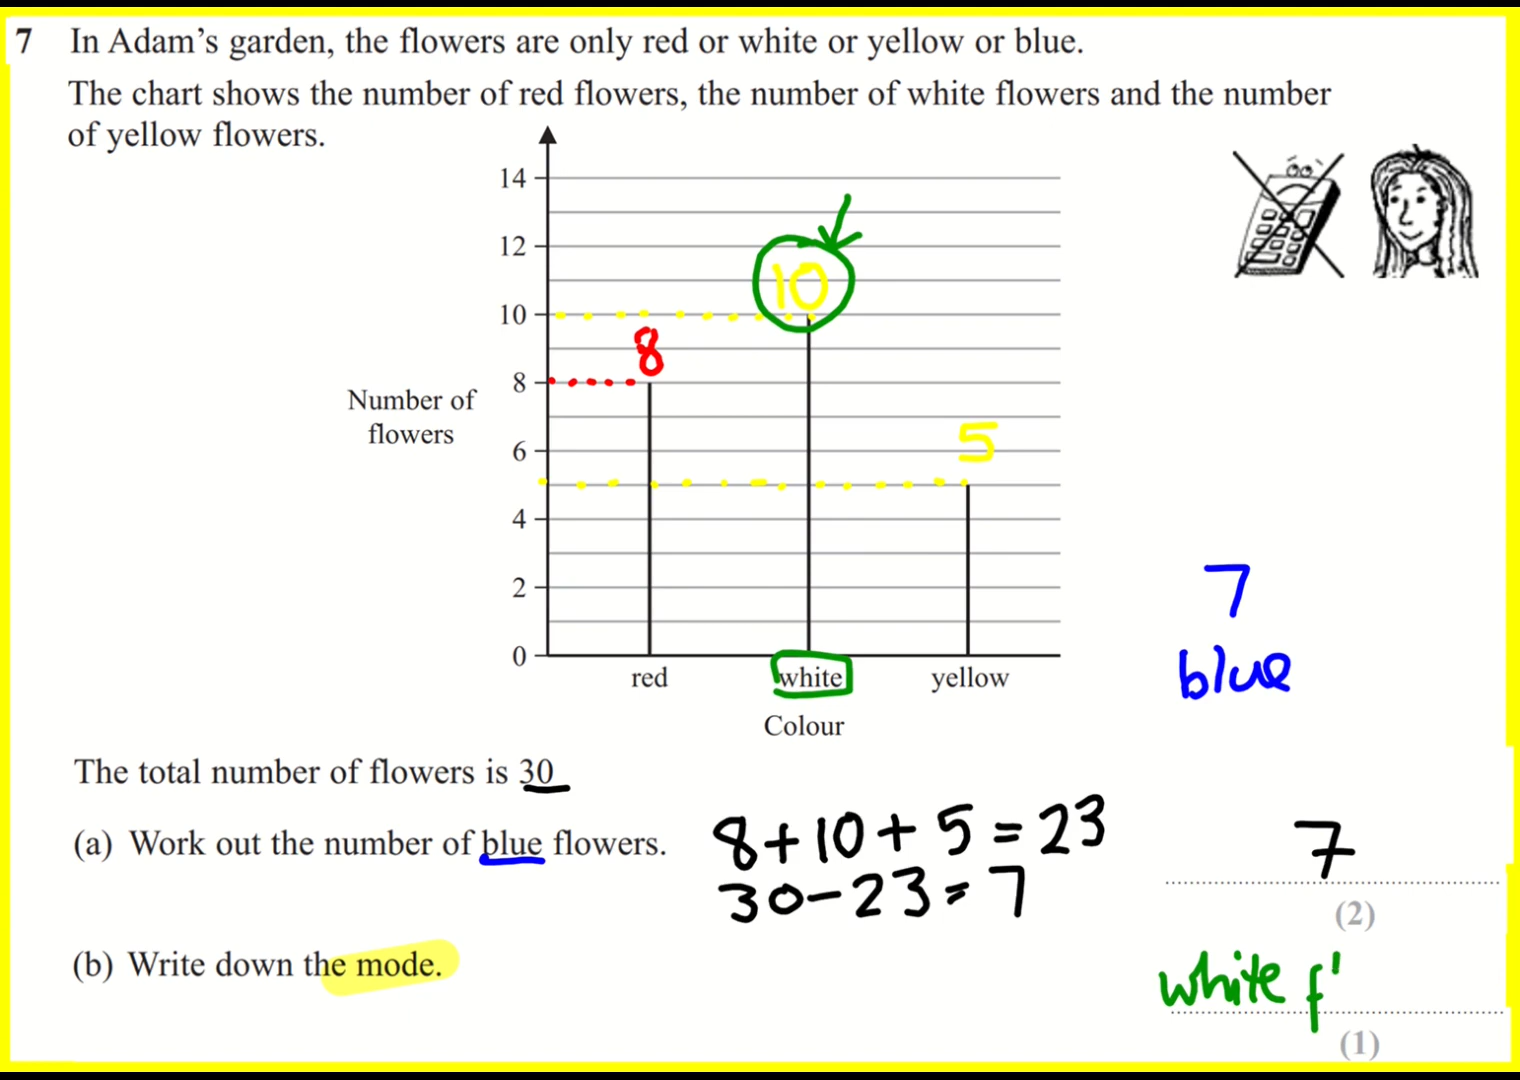 7 In Adam's garden, the flowers are only red or white or yellow or blue.
The chart shows the number of red flowers, the number of white flowers and the number
of yellow flowers.
14
12
10
10
8
8
Number of
flowers
5
6
4
2
0
red white yellow
Colour
7
blue
The total number of flowers is 30
(a) Work out the number of blue flowers.
8+10+5=23
30-23=7
7
(2)
(b) Write down the mode.
white f'
(1)